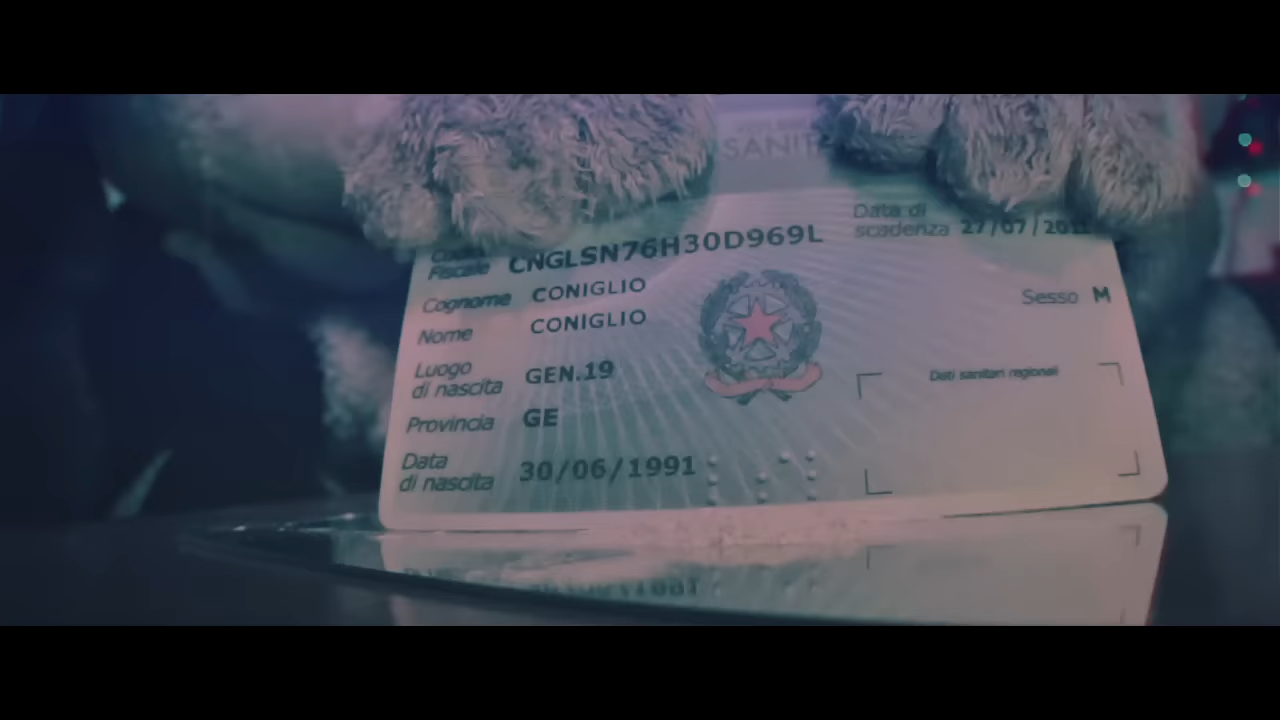 SANIT
Codice Fiscale CNGLSN76H30D969L
Data di scadenza 27/07/2011
Cognome CONIGLIO
Sesso M
Nome CONIGLIO
Luogo di nascita GEN.19
Dati sanitari regionali
Provincia GE
Data di nascita 30/06/1991